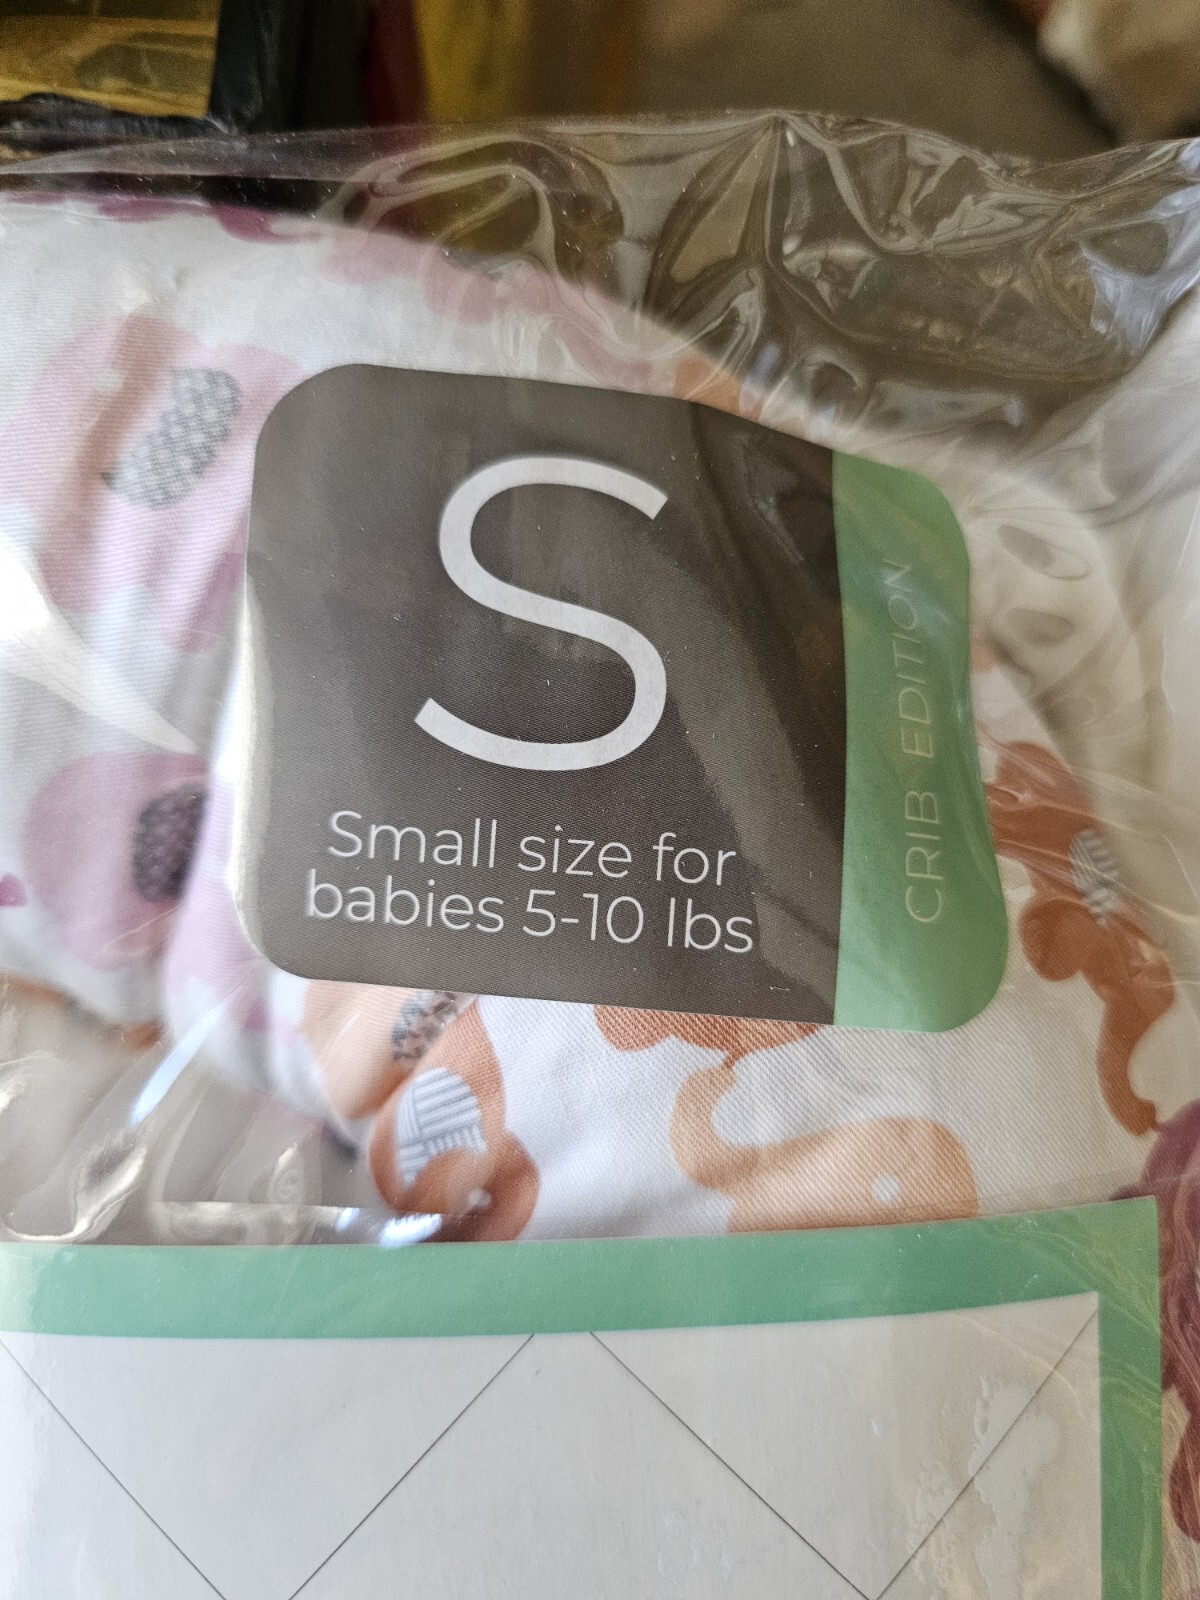 S
Small size for
babies 5-10 lbs
CRIB EDITION